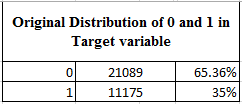 Original Distribution of 0 and 1 in
Target variable
0 21089 65.36%
1 11175 35%